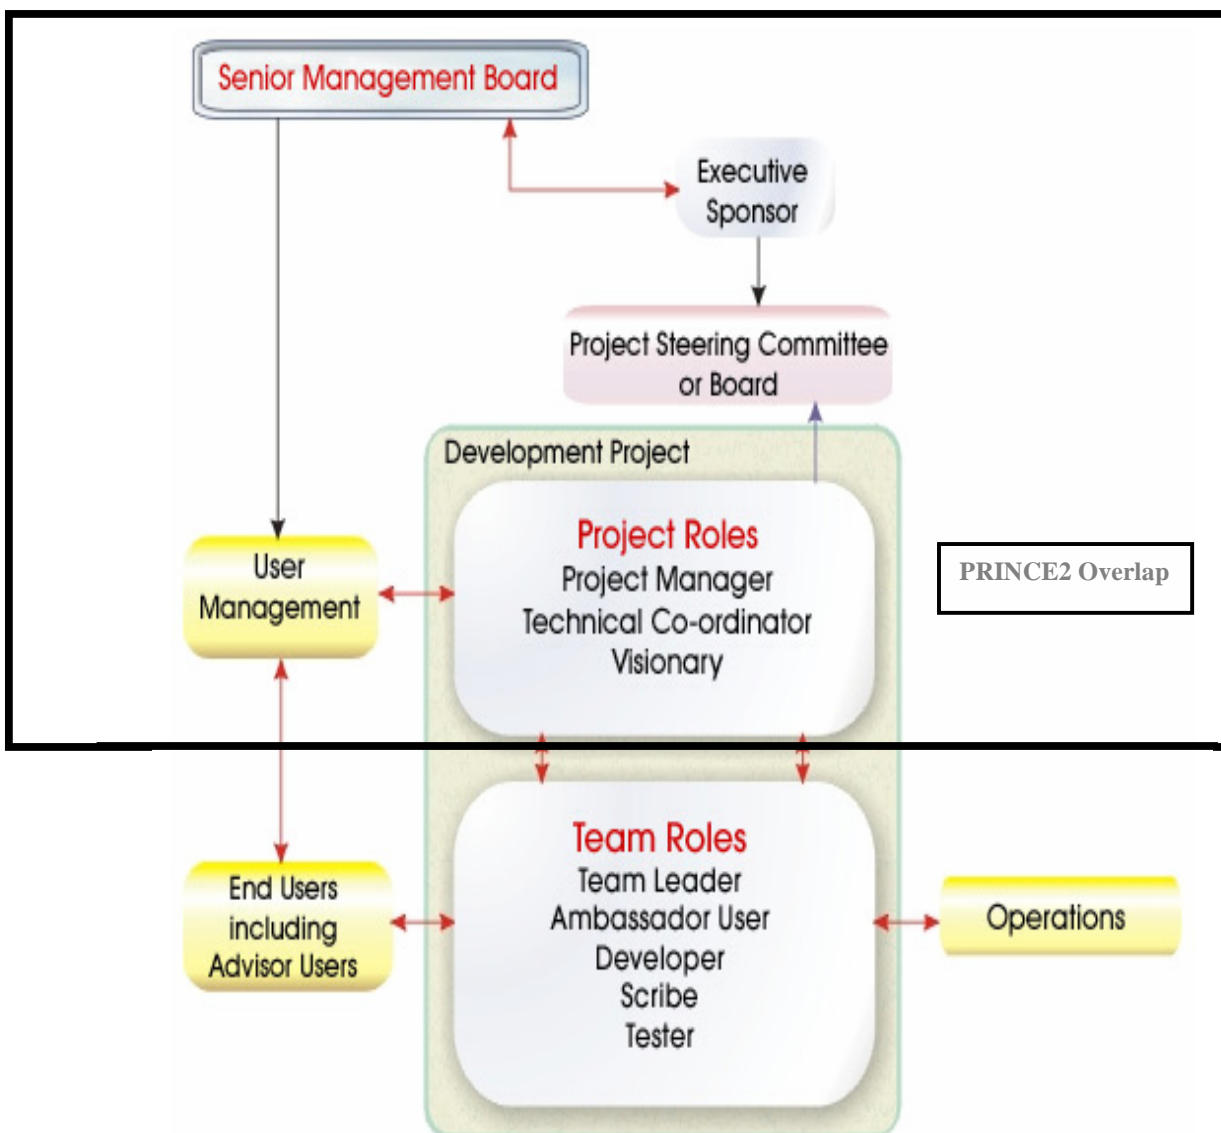 Senior Management Board
Executive
Sponsor
Project Steering Committee
or Board
Development Project
Project Roles
Project Manager
Technical Co-ordinator
Visionary
User
Management
PRINCE2 Overlap
Team Roles
Team Leader
Ambassador User
Developer
Scribe
Tester
End Users
including
Advisor Users
Operations